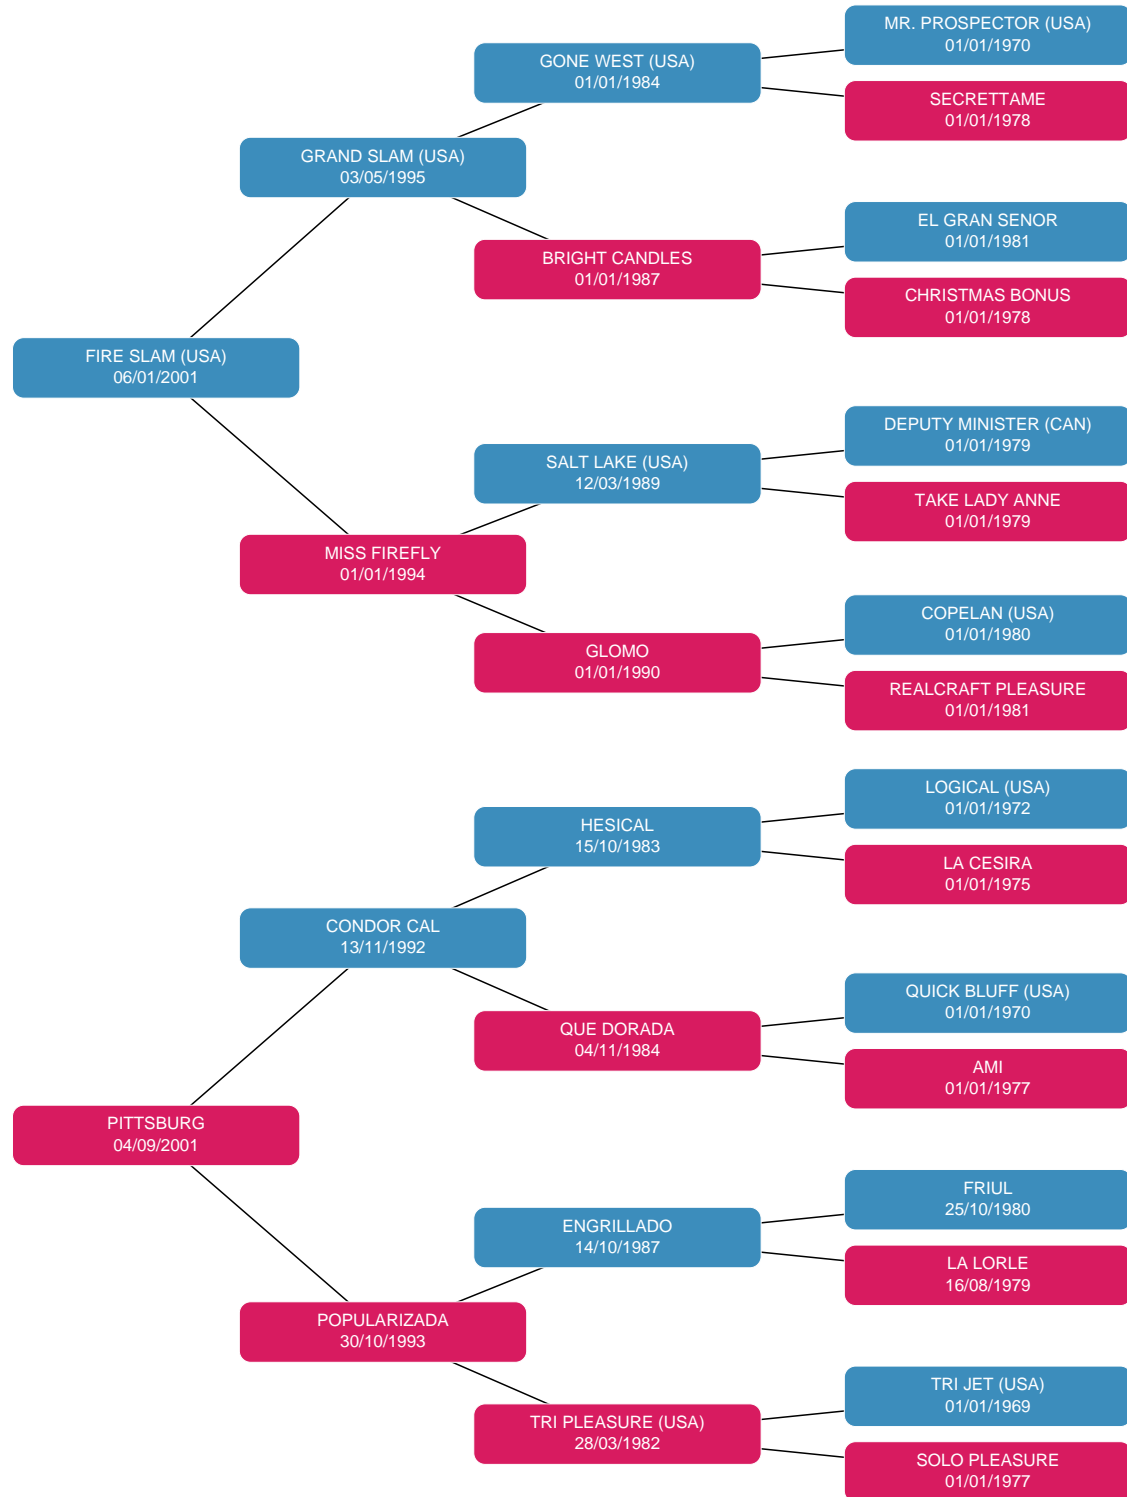 MR. PROSPECTOR (USA)
01/01/1970
GONE WEST (USA)
01/01/1984
SECRETTAME
01/01/1978
GRAND SLAM (USA)
03/05/1995
EL GRAN SENOR
01/01/1981
BRIGHT CANDLES
01/01/1987
CHRISTMAS BONUS
01/01/1978
FIRE SLAM (USA)
06/01/2001
DEPUTY MINISTER (CAN)
01/01/1979
SALT LAKE (USA)
12/03/1989
TAKE LADY ANNE
01/01/1979
MISS FIREFLY
01/01/1994
COPELAN (USA)
01/01/1980
GLOMO
01/01/1990
REALCRAFT PLEASURE
01/01/1981
LOGICAL (USA)
01/01/1972
HESICAL
15/10/1983
LA CESIRA
01/01/1975
CONDOR CAL
13/11/1992
QUICK BLUFF (USA)
01/01/1970
QUE DORADA
04/11/1984
AMI
01/01/1977
PITTSBURG
04/09/2001
FRIUL
25/10/1980
ENGRILLADO
14/10/1987
LA LORLE
16/08/1979
POPULARIZADA
30/10/1993
TRI JET (USA)
01/01/1969
TRI PLEASURE (USA)
28/03/1982
SOLO PLEASURE
01/01/1977